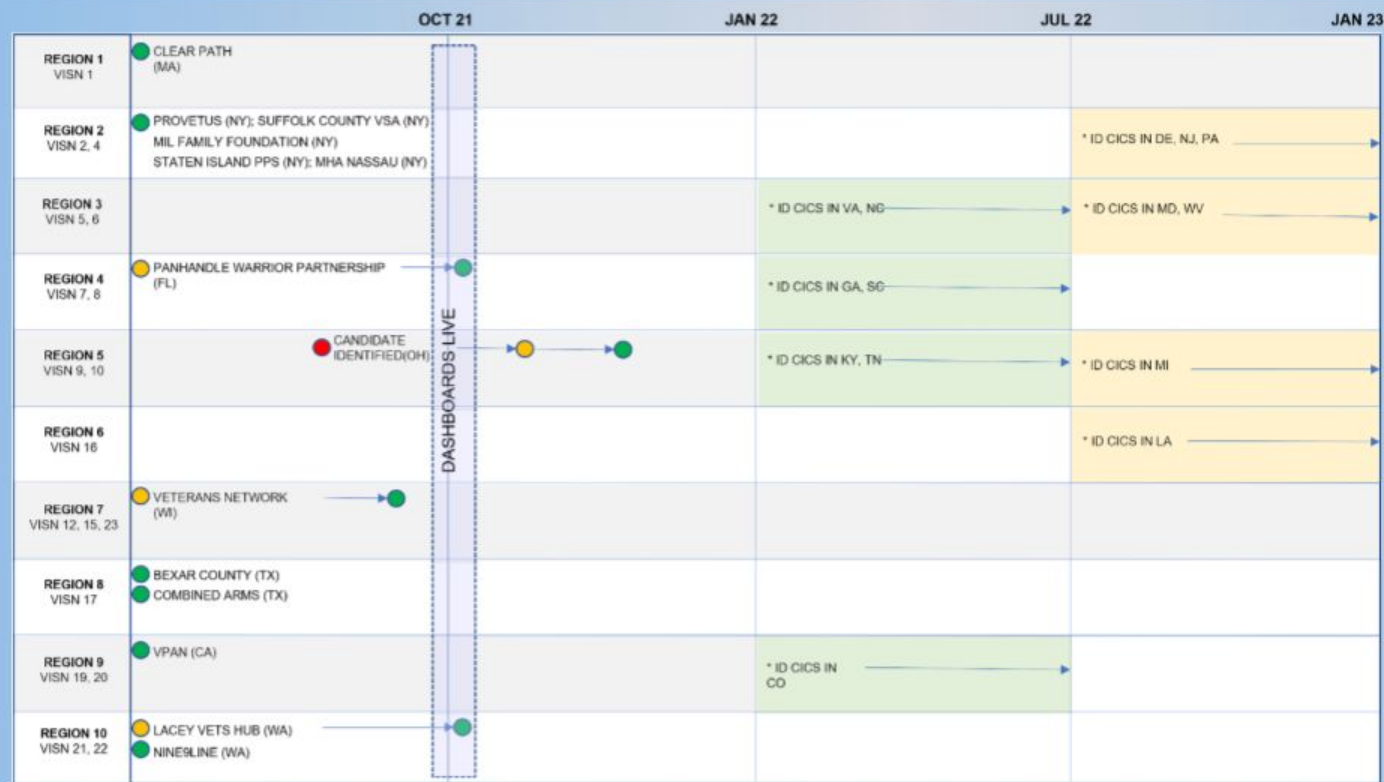 OCT 21 JAN 22 JUL 22 JAN 23
REGION 1
VISN 1
CLEAR PATH
(MA)
REGION 2
VISN 2, 4
PROVETUS (NY); SUFFOLK COUNTY VSA (NY)
MIL FAMILY FOUNDATION (NY)
STATEN ISLAND PPS (NY); MHA NASSAU (NY)
* ID CICS IN DE, NJ, PA
REGION 3
VISN 5, 6
* ID CICS IN VA, NC
* ID CICS IN MD, WV
REGION 4
VISN 7, 8
PANHANDLE WARRIOR PARTNERSHIP
(FL)
* ID CICS IN GA, SC
REGION 5
VISN 9, 10
CANDIDATE
IDENTIFIED(OH)
* ID CICS IN KY, TN
* ID CICS IN MI
DASHBOARDS LIVE
REGION 6
VISN 16
* ID CICS IN LA
REGION 7
VISN 12, 15, 23
VETERANS NETWORK
(WI)
REGION 8
VISN 17
BEXAR COUNTY (TX)
COMBINED ARMS (TX)
REGION 9
VISN 19, 20
VPAN (CA)
* ID CICS IN
CO
REGION 10
VISN 21, 22
LACEY VETS HUB (WA)
NINE9LINE (WA)